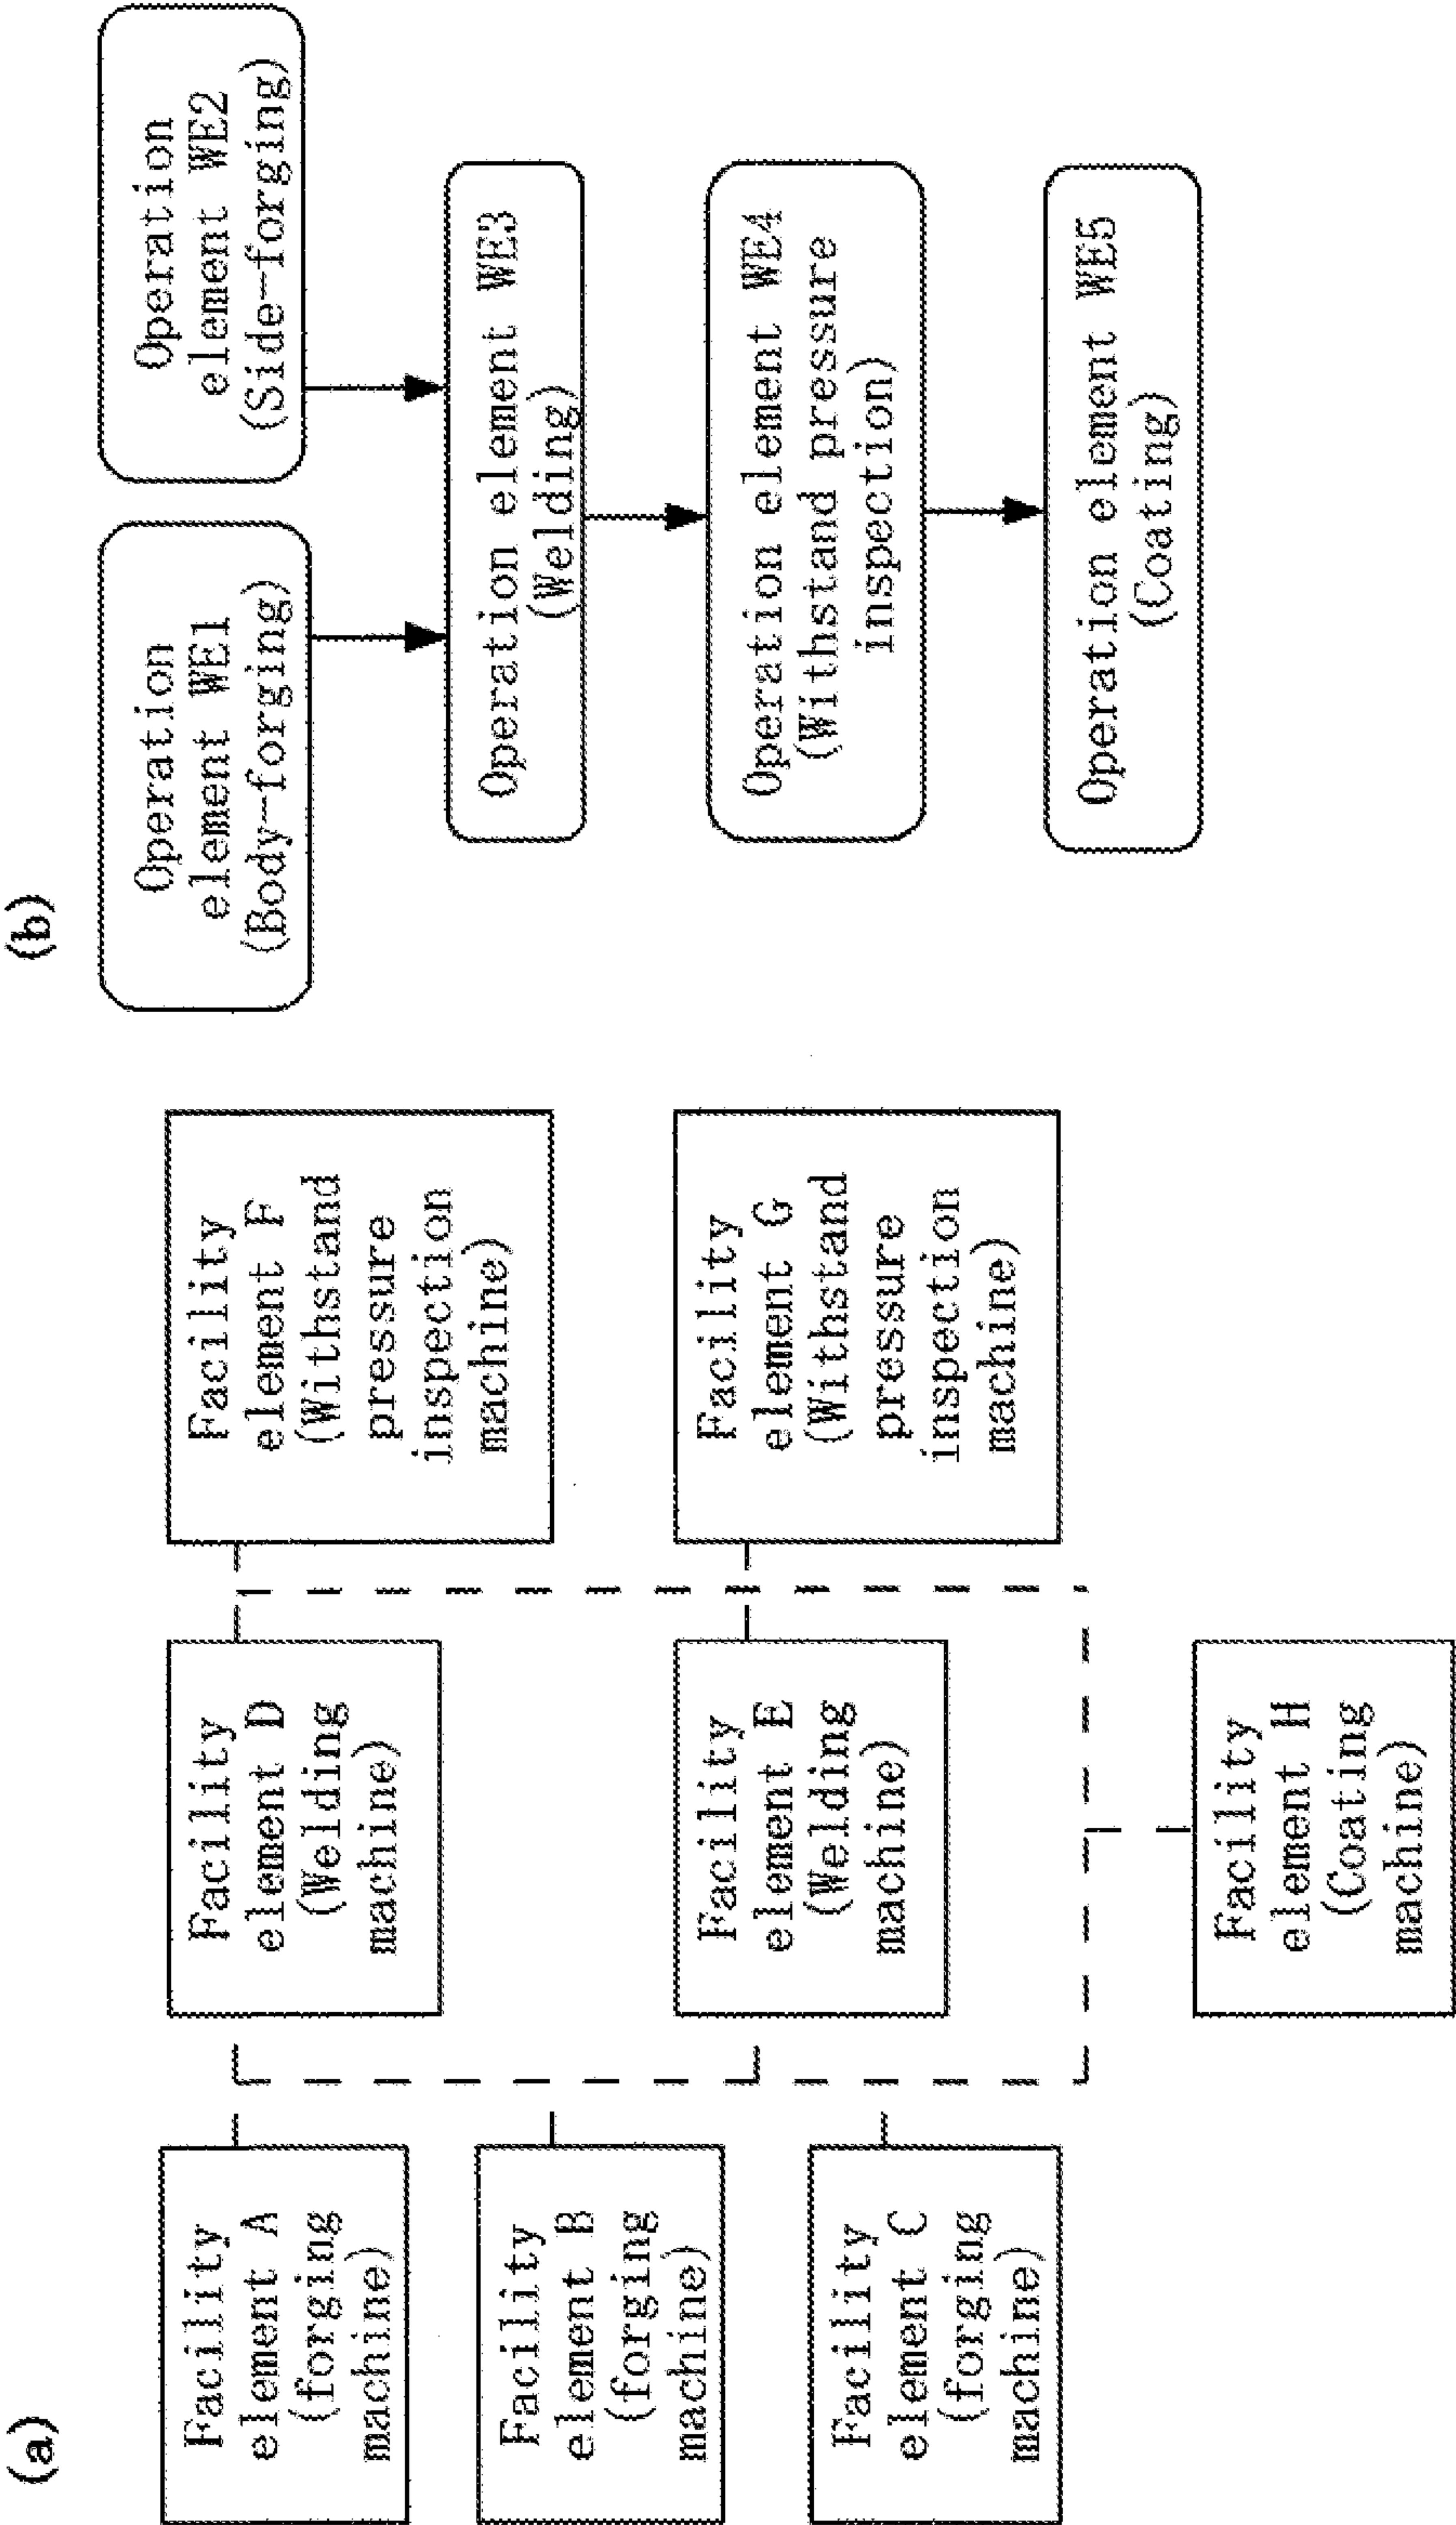 (a)
Facility
element A
(forging
machine)
Facility
element B
(forging
machine)
Facility
element C
(forging
machine)
Facility
element D
(Welding
machine)
Facility
element E
(Welding
machine)
Facility
element F
(Withstand
pressure
inspection
machine)
Facility
element G
(Withstand
pressure
inspection
machine)
Facility
element H
(Coating
machine)
(b)
Operation
element WE1
(Body-forging)
Operation
element WE2
(Side-forging)
Operation element WE3
(Welding)
Operation element WE4
(Withstand pressure
inspection)
Operation element WE5
(Coating)